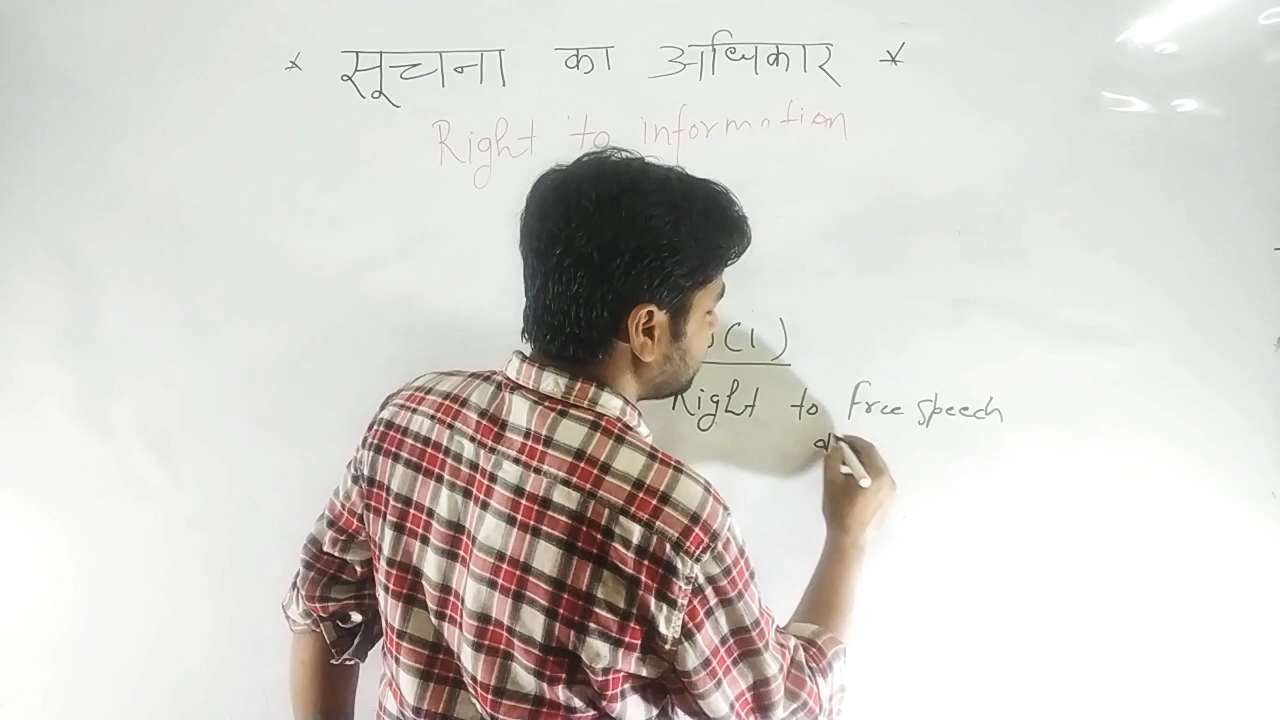 * सूचना का अधिकार *
Right to information
(i)
Right to free speech
a